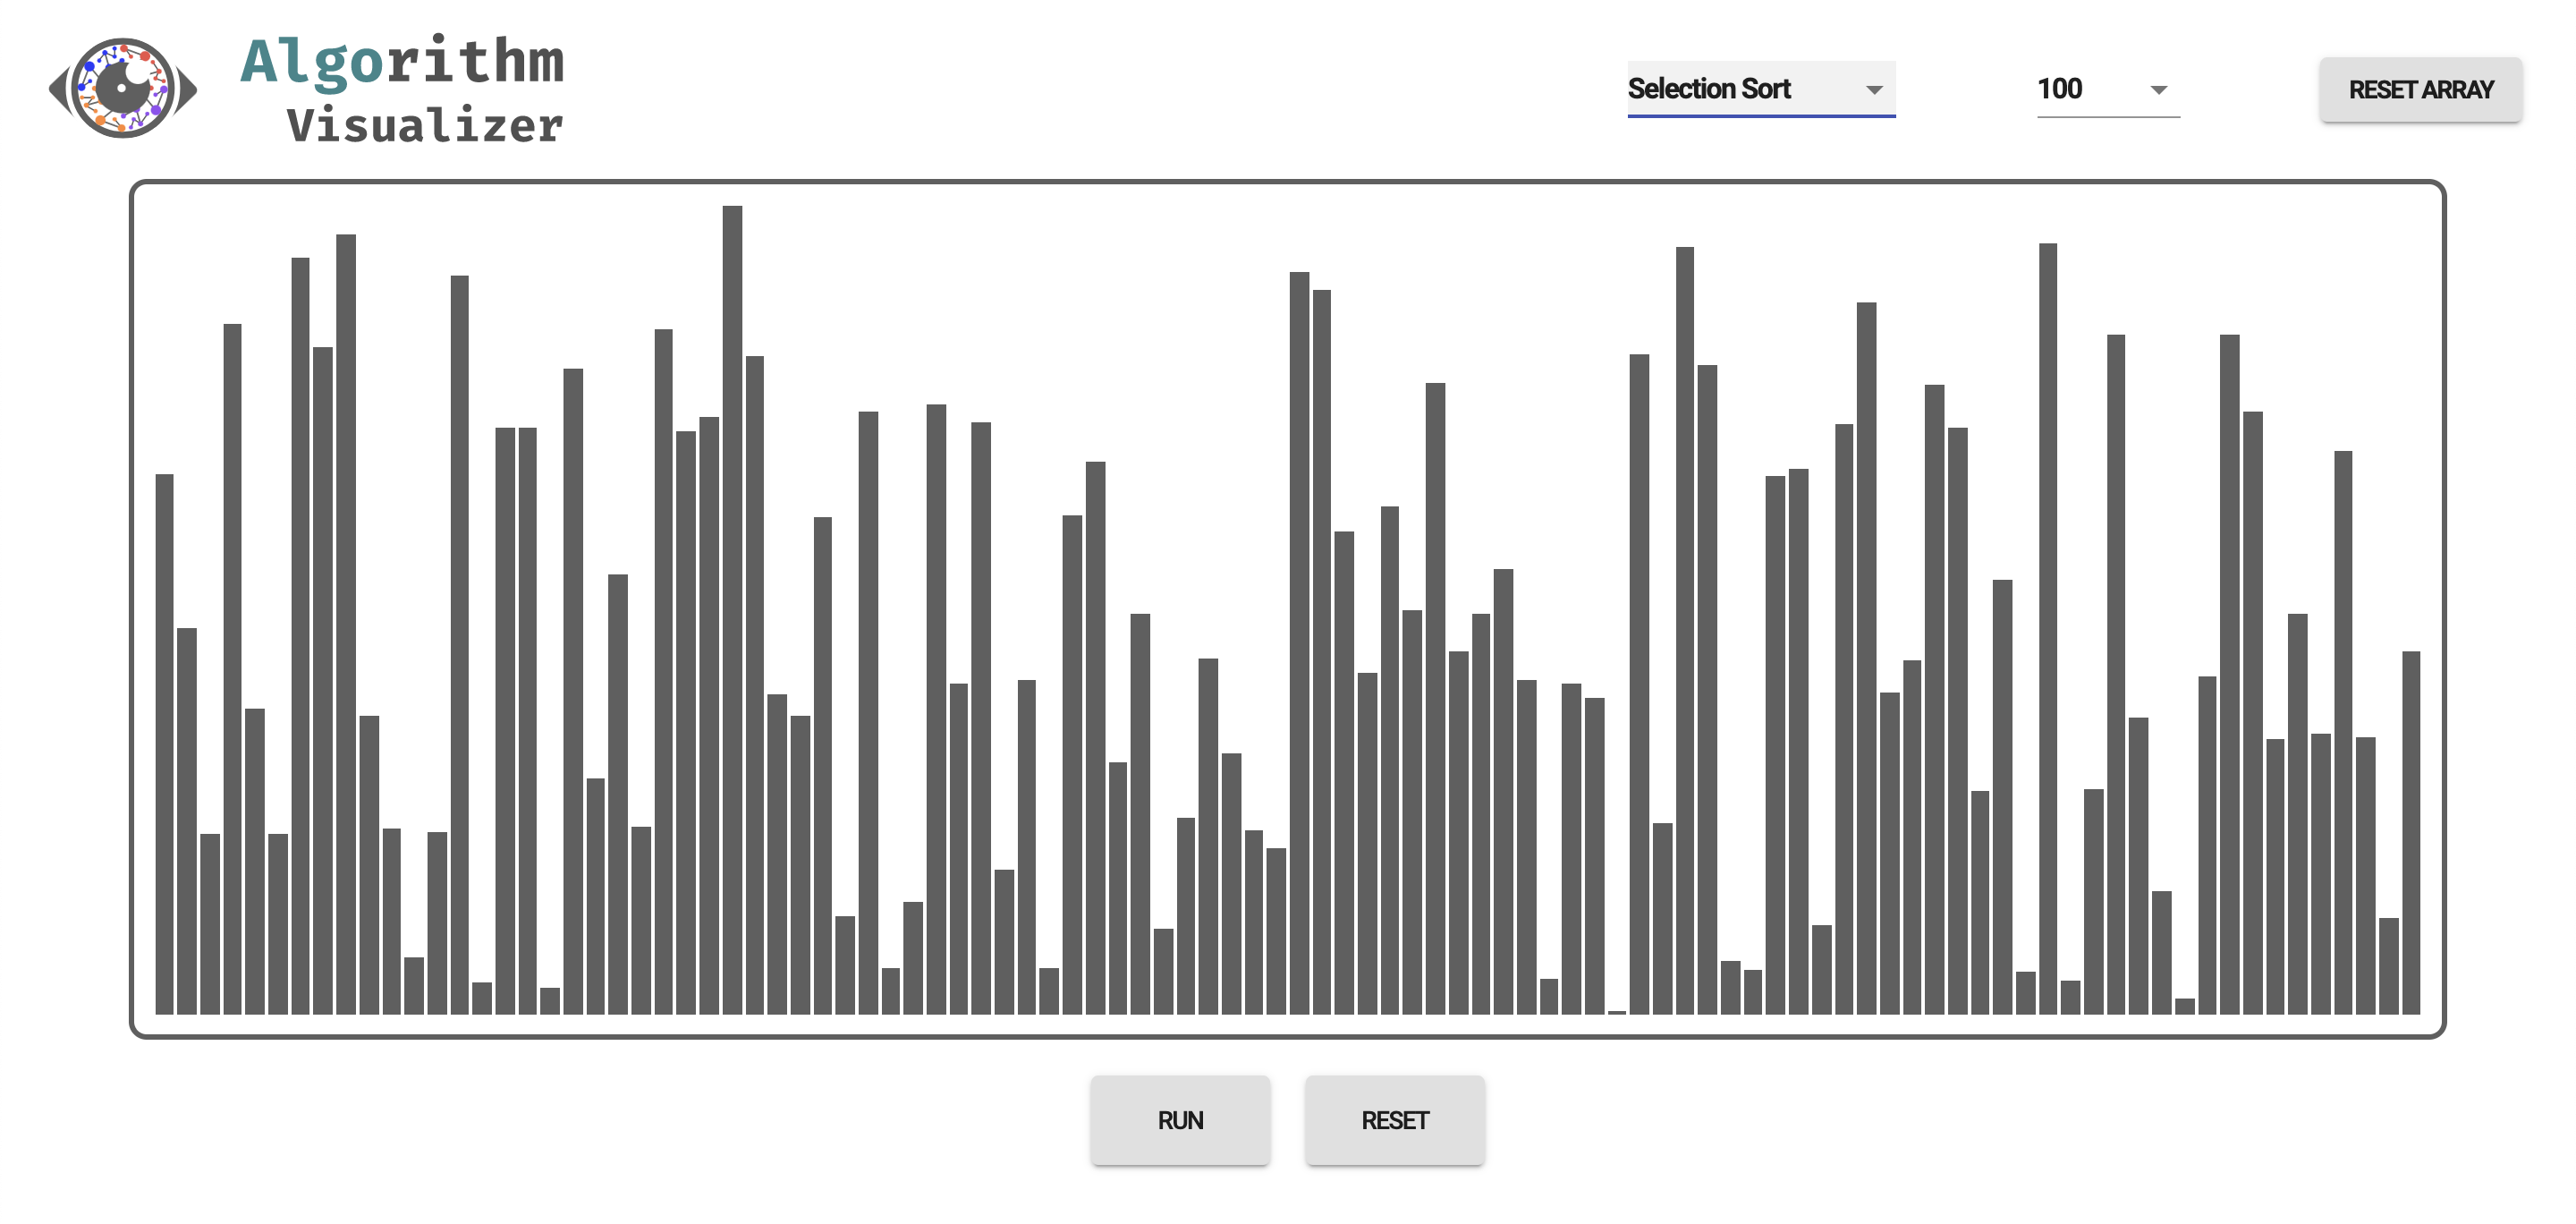 Algorithm
Visualizer
Selection Sort
100
RESET ARRAY
RUN
RESET